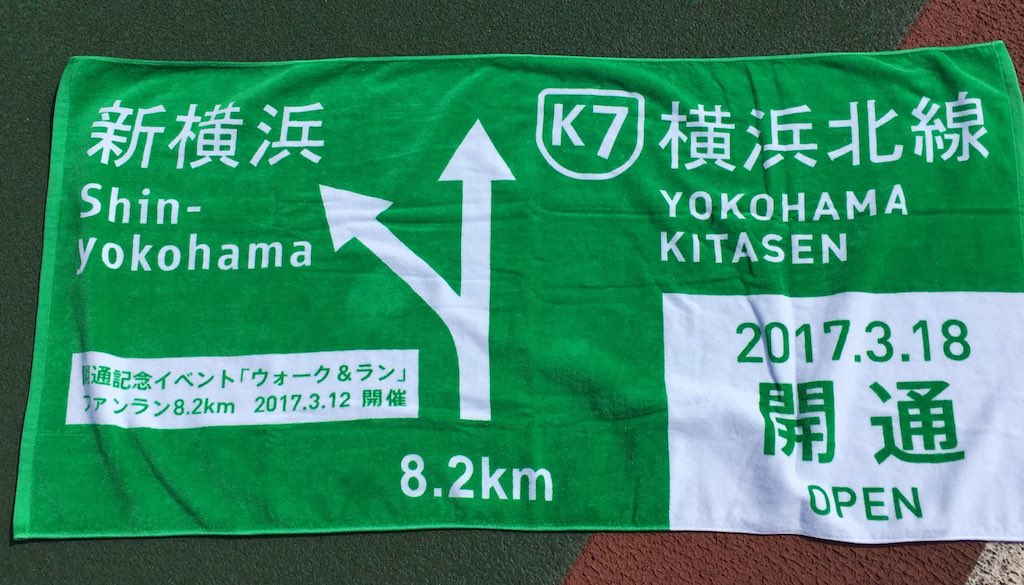 新横浜
Shin-
yokohama
K7
横浜北線
YOKOHAMA
KITASEN
開通記念イベント「ウォーク&ラン」
ファンラン8.2km 2017.3.12 開催
8.2km
2017.3.18
開通
OPEN